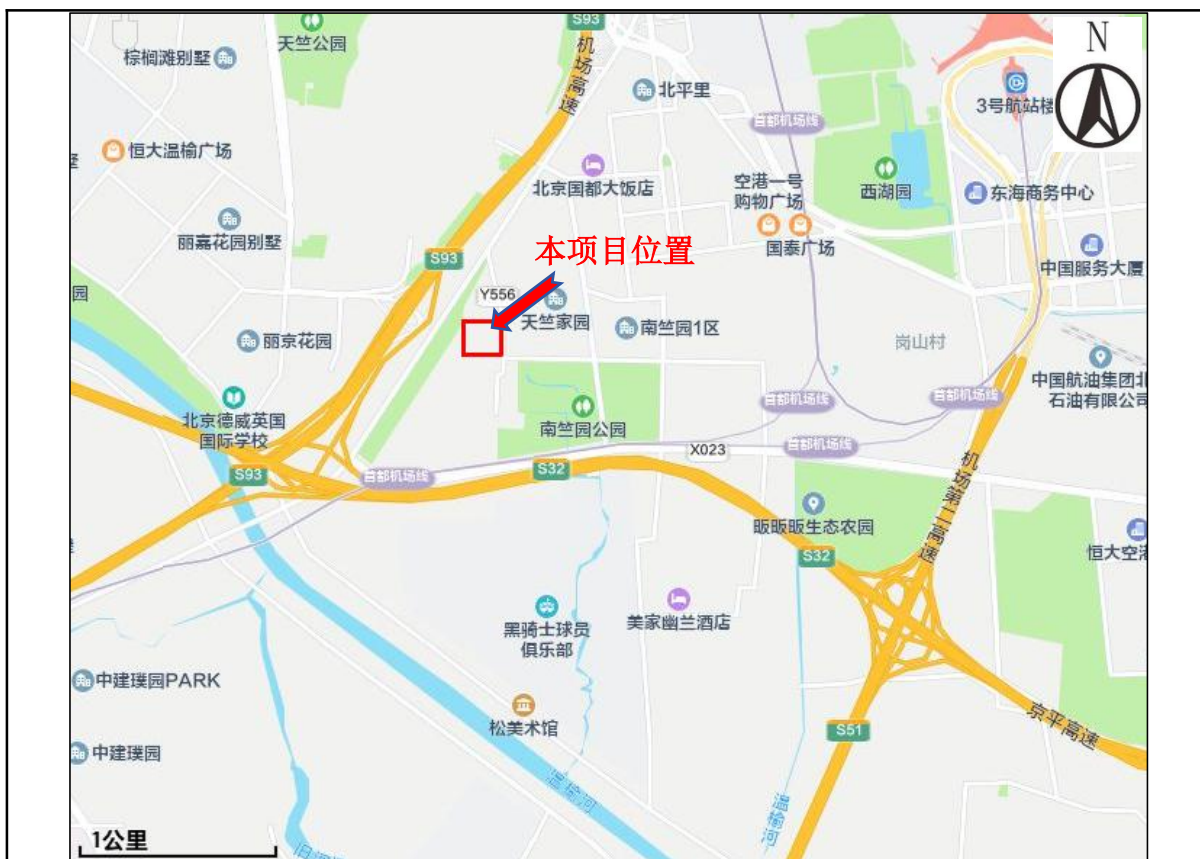 S93
天竺公园
棕榈滩别墅
机场高速
北平里
N
3号航站楼
首都机场线
恒大温榆广场
北京国都大饭店
空港一号
购物广场
西湖园
东海商务中心
丽嘉花园别墅
国泰广场
本项目位置
S93
中国服务大厦
园
Y556
天竺家园
南竺园1区
丽京花园
岗山村
中国航油集团北
石油有限公司
北京德威英国
国际学校
首都机场线
首都机场线
南竺园公园
X023
首都机场线
S93
首都机场线
S32
机场第二高速
畈畈畈生态农园
S32
恒大空港
黑骑士球员
俱乐部
美家幽兰酒店
中建璞园PARK
松美术馆
京平高速
S51
中建璞园
温榆河
温榆河
1公里